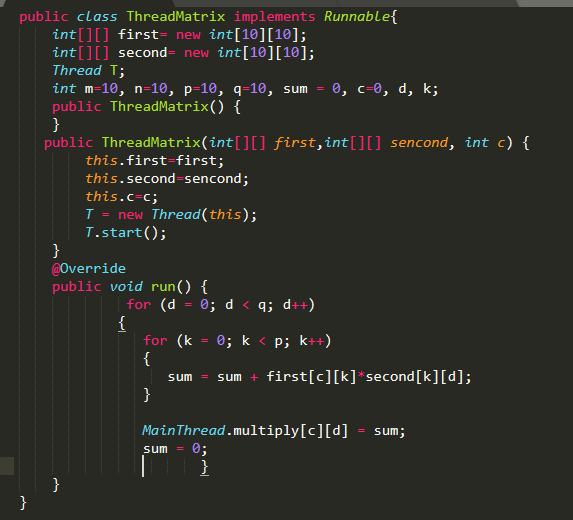 public class ThreadMatrix implements Runnable{
int[][] first= new int[10][10];
int[][] second= new int[10][10];
Thread T;
int m=10, n=10, p=10, q=10, sum = 0, c=0, d, k;
public ThreadMatrix() {
}
public ThreadMatrix(int[][] first,int[][] sencond, int c) {
this.first=first;
this.second=sencond;
this.c=c;
T = new Thread(this);
T.start();
}
@Override
public void run() {
for (d = 0; d < q; d++)
{
for (k = 0; k < p; k++)
{
sum = sum + first[c][k]*second[k][d];
}
MainThread.multiply[c][d] = sum;
sum = 0;
}
}
}